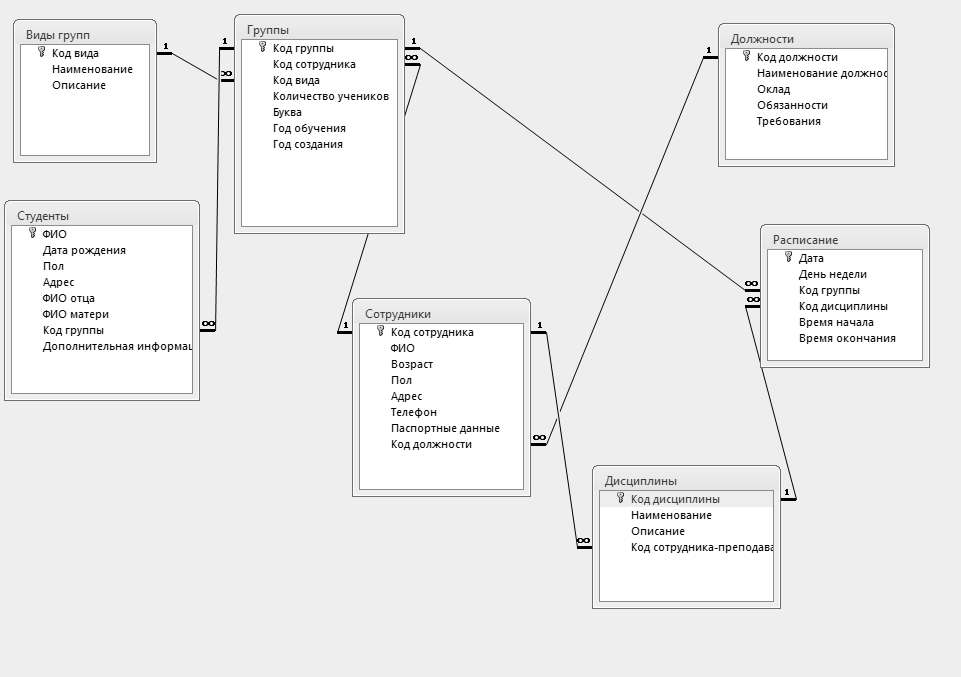 Виды групп
Код вида
Наименование
Описание
1
∞
Группы
Код группы
Код сотрудника
Код вида
Количество учеников
Буква
Год обучения
Год создания
1
1
∞
Должности
Код должности
Наименование должнос
Оклад
Обязанности
Требования
1
Студенты
ФИО
Дата рождения
Пол
Адрес
ФИО отца
ФИО матери
Код группы
Дополнительная информац
∞
Расписание
Дата
День недели
Код группы
Код дисциплины
Время начала
Время окончания
∞
∞
Сотрудники
Код сотрудника
ФИО
Возраст
Пол
Адрес
Телефон
Паспортные данные
Код должности
1
1
∞
Дисциплины
Код дисциплины
Наименование
Описание
Код сотрудника-преподава
1
∞